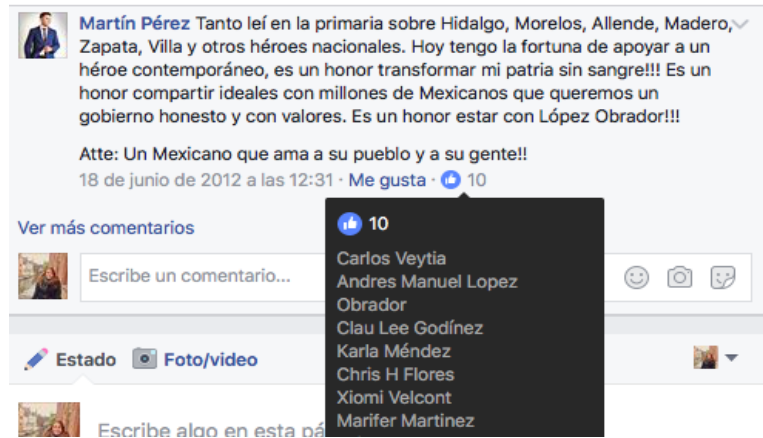 Martín Pérez Tanto leí en la primaria sobre Hidalgo, Morelos, Allende, Madero,
Zapata, Villa y otros héroes nacionales. Hoy tengo la fortuna de apoyar a un
héroe contemporáneo, es un honor transformar mi patria sin sangre!!! Es un
honor compartir ideales con millones de Mexicanos que queremos un
gobierno honesto y con valores. Es un honor estar con López Obrador!!!
Atte: Un Mexicano que ama a su pueblo y a su gente!!
18 de junio de 2012 a las 12:31 · Me gusta · 10
Ver más comentarios
10
Escribe un comentario...
Carlos Veytia
Andres Manuel Lopez
Obrador
Clau Lee Godínez
Karla Méndez
Chris H Flores
Xiomi Velcont
Marifer Martinez
Estado Foto/video
Escribe algo en esta pá